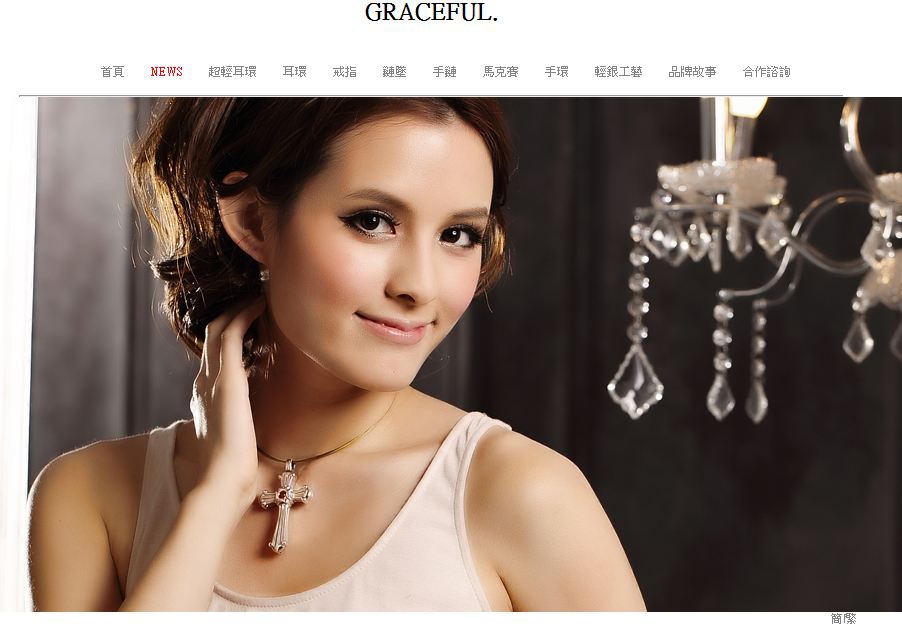 GRACEFUL.
首頁 NEWS 超輕耳環 耳環 戒指 鏈墜 手鏈 馬克賽 手環 輕銀工藝 品牌故事 合作諮詢
簡/繁